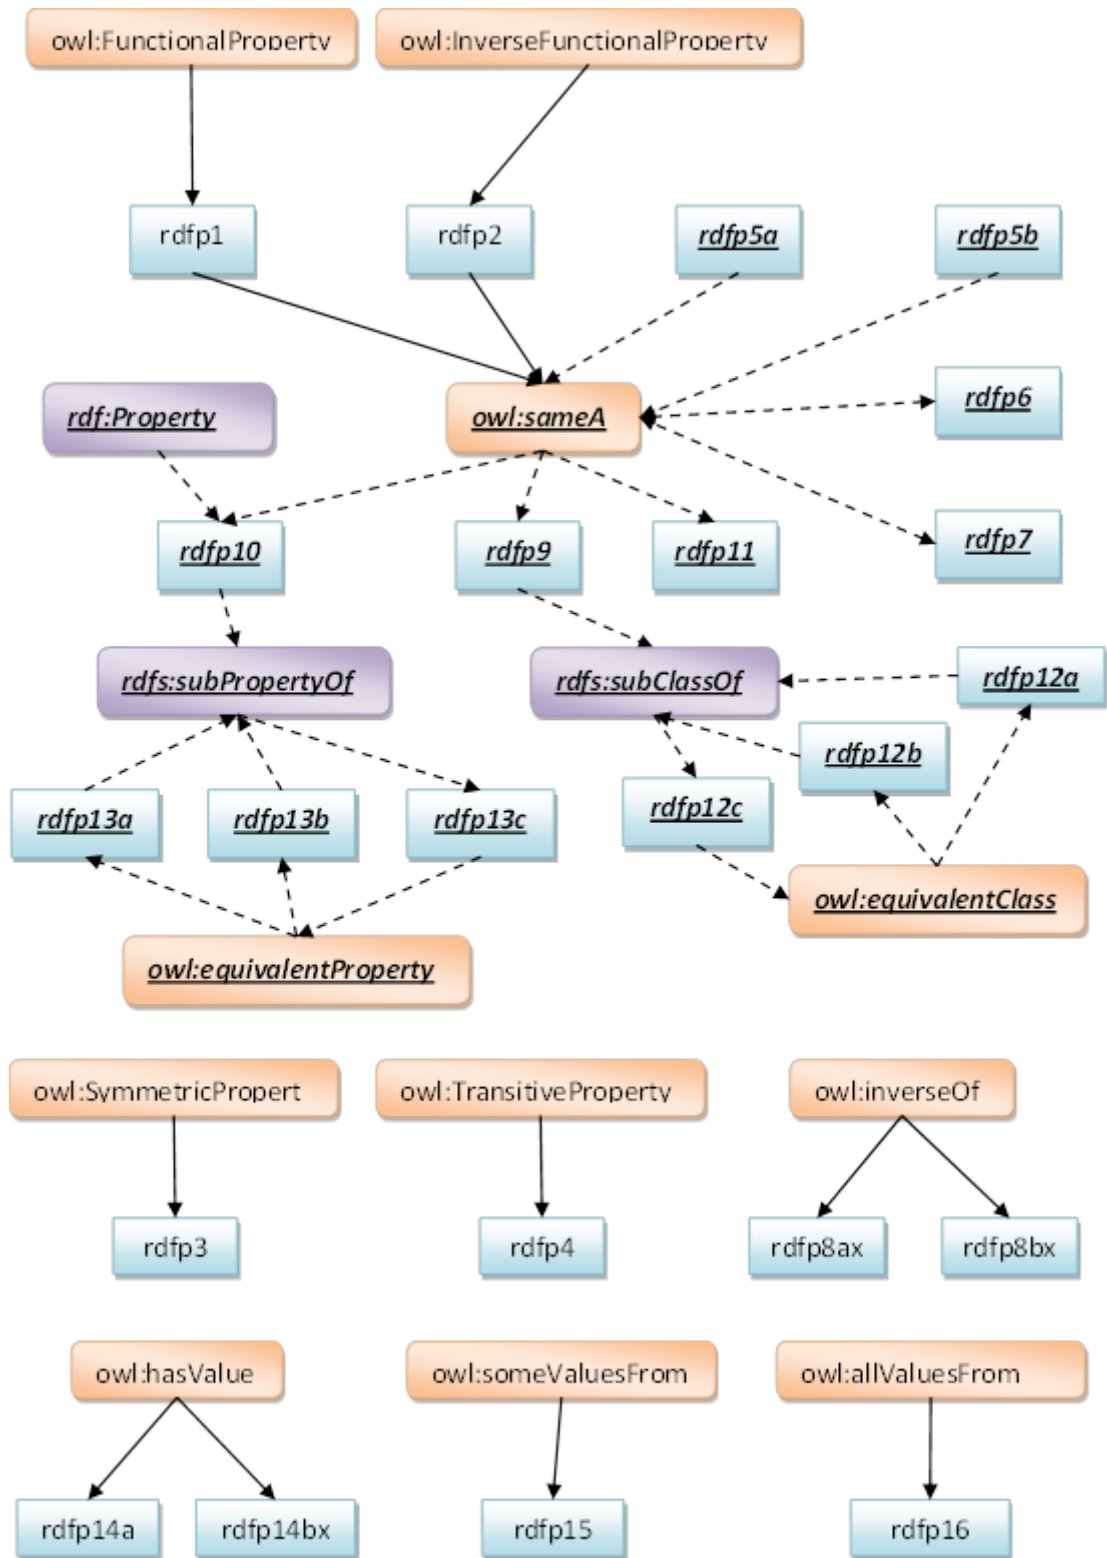 owl:FunctionalProperty
owl:InverseFunctionalProperty
rdfp1
rdfp2
rdfp5a
rdfp5b
rdf:Property
owl:sameA
rdfp6
rdfp10
rdfp9
rdfp11
rdfp7
rdfs:subPropertyOf
rdfs:subClassOf
rdfp12a
rdfp12b
rdfp13a
rdfp13b
rdfp13c
rdfp12c
owl:equivalentClass
owl:equivalentProperty
owl:SymmetricPropert
owl:TransitiveProperty
owl:inverseOf
rdfp3
rdfp4
rdfp8ax
rdfp8bx
owl:hasValue
owl:someValuesFrom
owl:allValuesFrom
rdfp14a
rdfp14bx
rdfp15
rdfp16